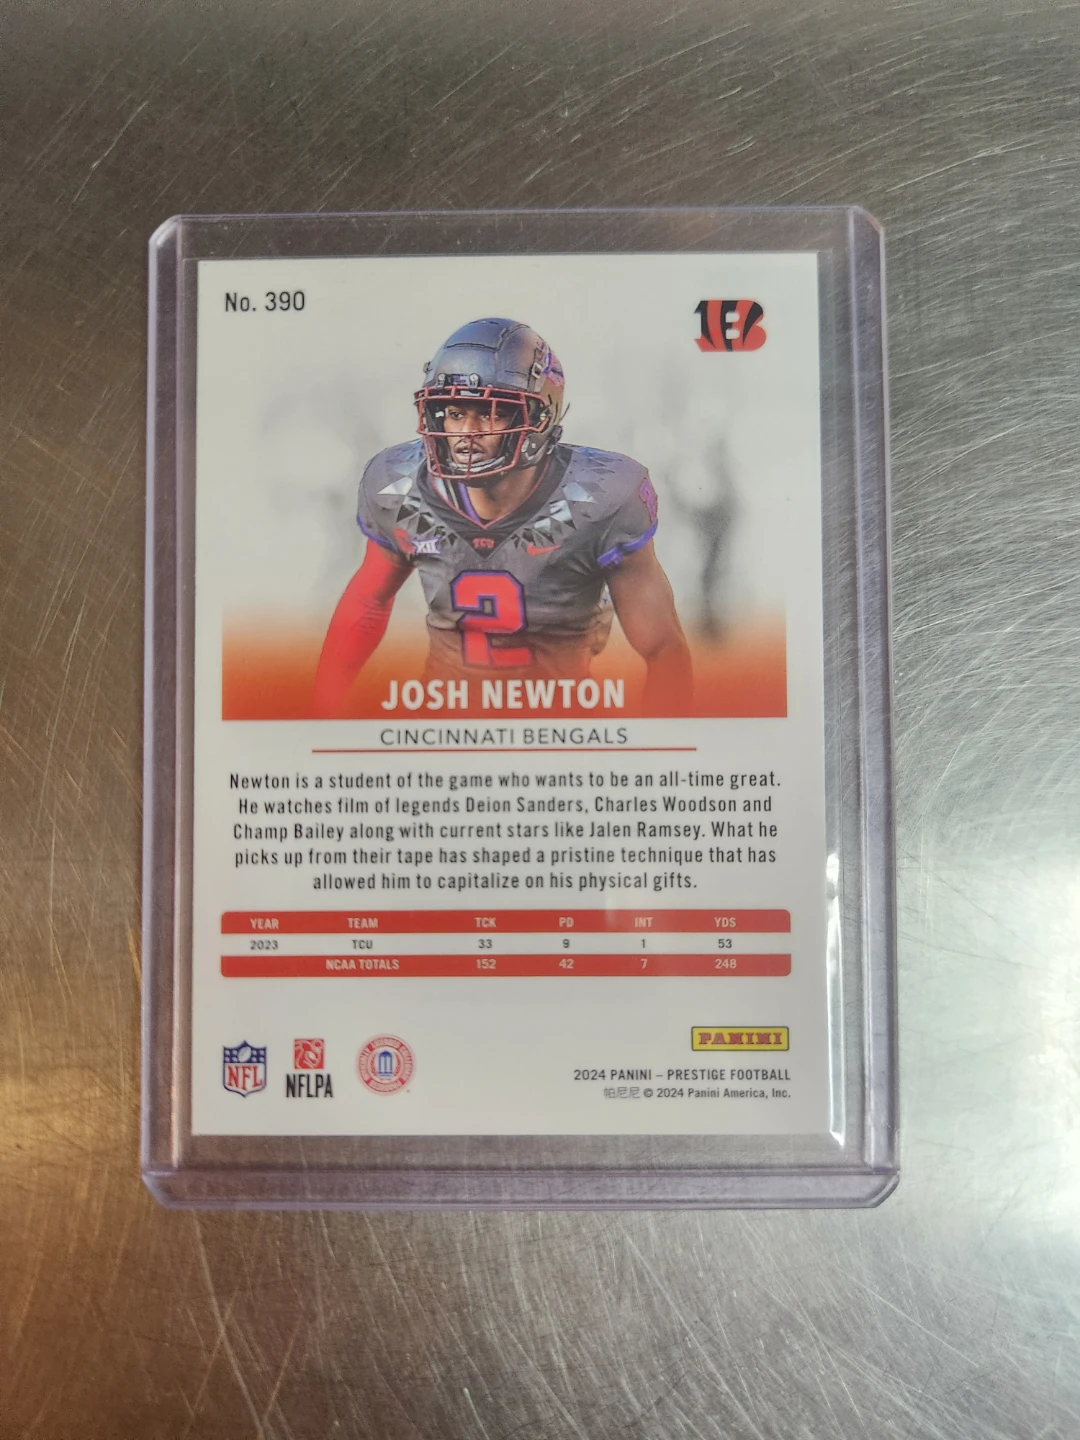 No. 390
B
XII
TCU
2
JOSH NEWTON
CINCINNATI BENGALS
Newton is a student of the game who wants to be an all-time great.
He watches film of legends Deion Sanders, Charles Woodson and
Champ Bailey along with current stars like Jalen Ramsey. What he
picks up from their tape has shaped a pristine technique that has
allowed him to capitalize on his physical gifts.
YEAR TEAM TCK PD INT YDS
2023 TCU 33 9 1 53
NCAA TOTALS 152 42 7 248
NFL
NFLPA
PANINI
2024 PANINI – PRESTIGE FOOTBALL
帕尼尼 © 2024 Panini America, Inc.